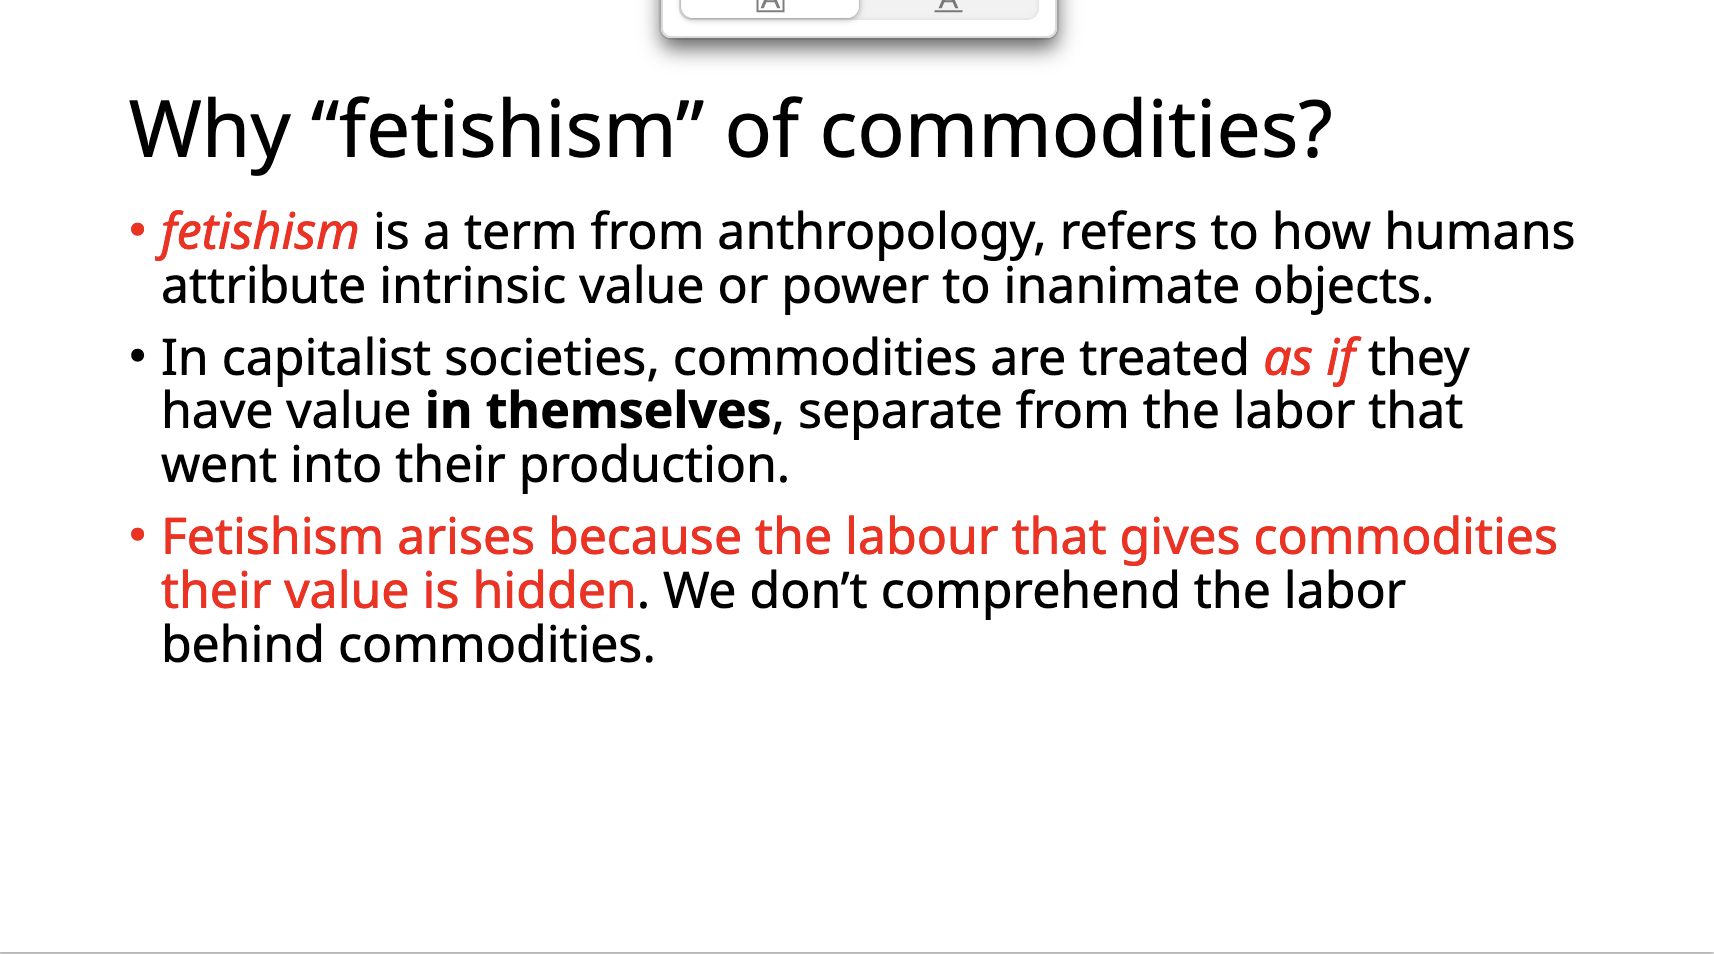 Why “fetishism” of commodities?
• fetishism is a term from anthropology, refers to how humans
attribute intrinsic value or power to inanimate objects.
• In capitalist societies, commodities are treated as if they
have value in themselves, separate from the labor that
went into their production.
• Fetishism arises because the labour that gives commodities
their value is hidden. We don’t comprehend the labor
behind commodities.